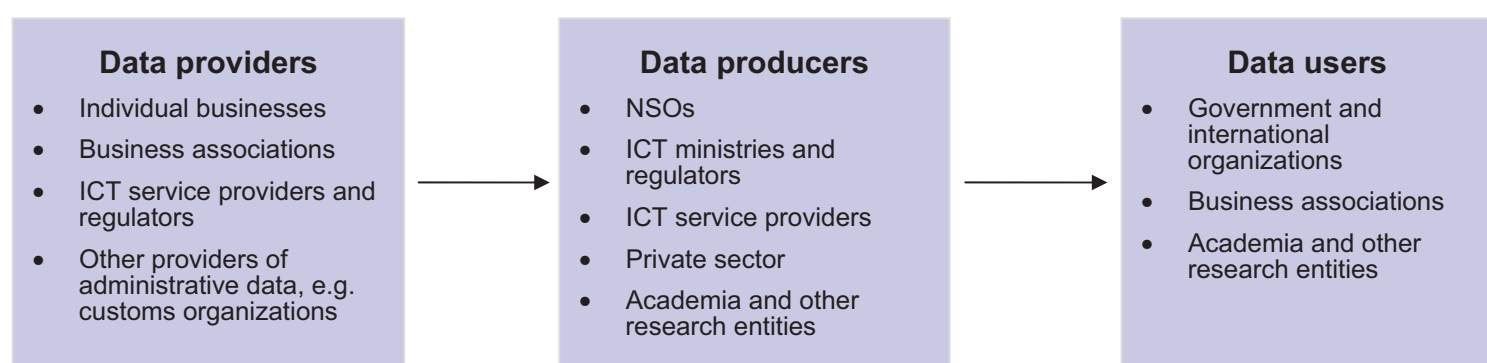 Data providers
• Individual businesses
• Business associations
• ICT service providers and
regulators
• Other providers of
administrative data, e.g.
customs organizations
Data producers
• NSOs
• ICT ministries and
regulators
• ICT service providers
• Private sector
• Academia and other
research entities
Data users
• Government and
international
organizations
• Business associations
• Academia and other
research entities